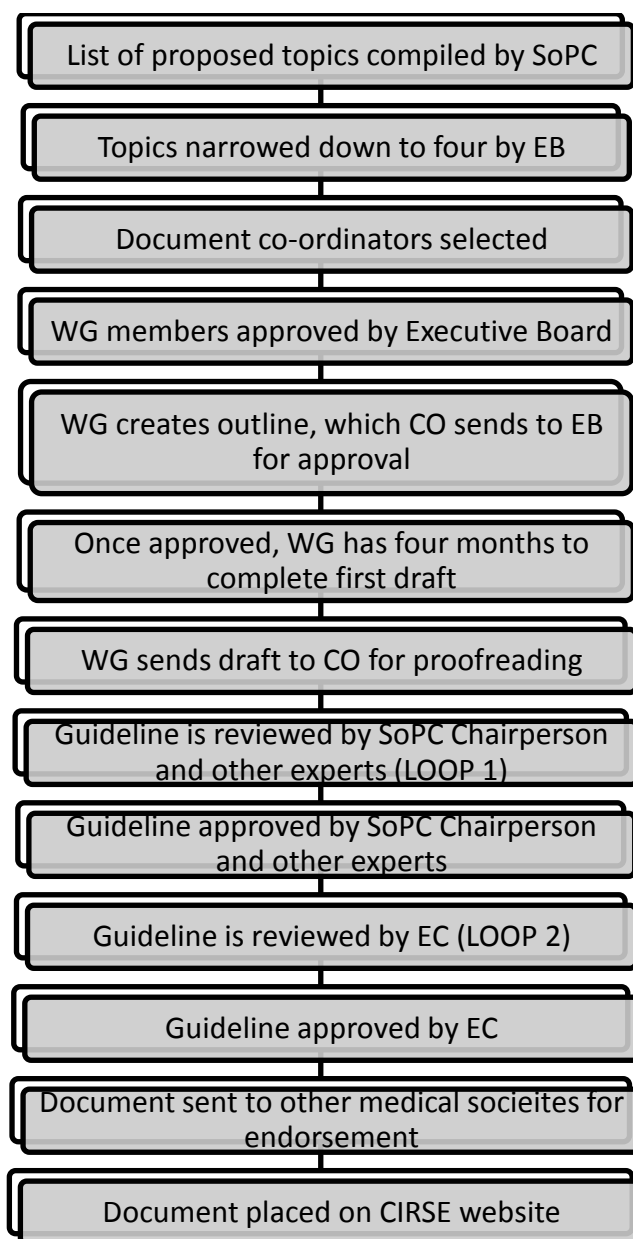 List of proposed topics compiled by SoPC
Topics narrowed down to four by EB
Document co-ordinators selected
WG members approved by Executive Board
WG creates outline, which CO sends to EB
for approval
Once approved, WG has four months to
complete first draft
WG sends draft to CO for proofreading
Guideline is reviewed by SoPC Chairperson
and other experts (LOOP 1)
Guideline approved by SoPC Chairperson
and other experts
Guideline is reviewed by EC (LOOP 2)
Guideline approved by EC
Document sent to other medical socieites for
endorsement
Document placed on CIRSE website